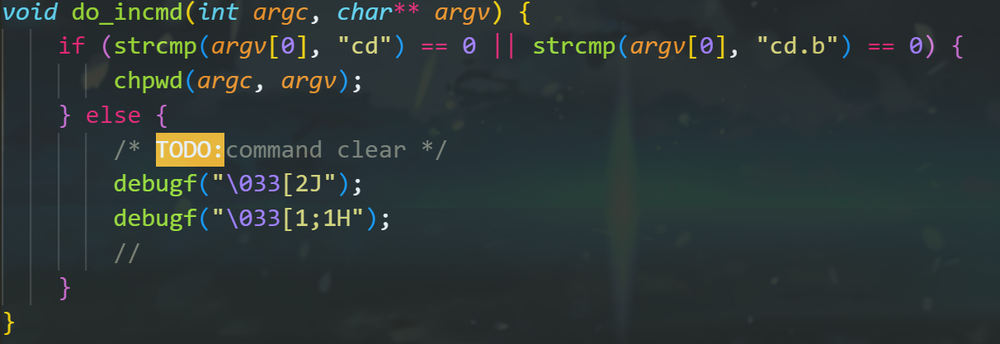 void do_incmd(int argc, char** argv) {
    if (strcmp(argv[0], "cd") == 0 || strcmp(argv[0], "cd.b") == 0) {
        chpwd(argc, argv);
    } else {
        /* TODO:command clear */
        debugf("\033[2J");
        debugf("\033[1;1H");
        //
    }
}